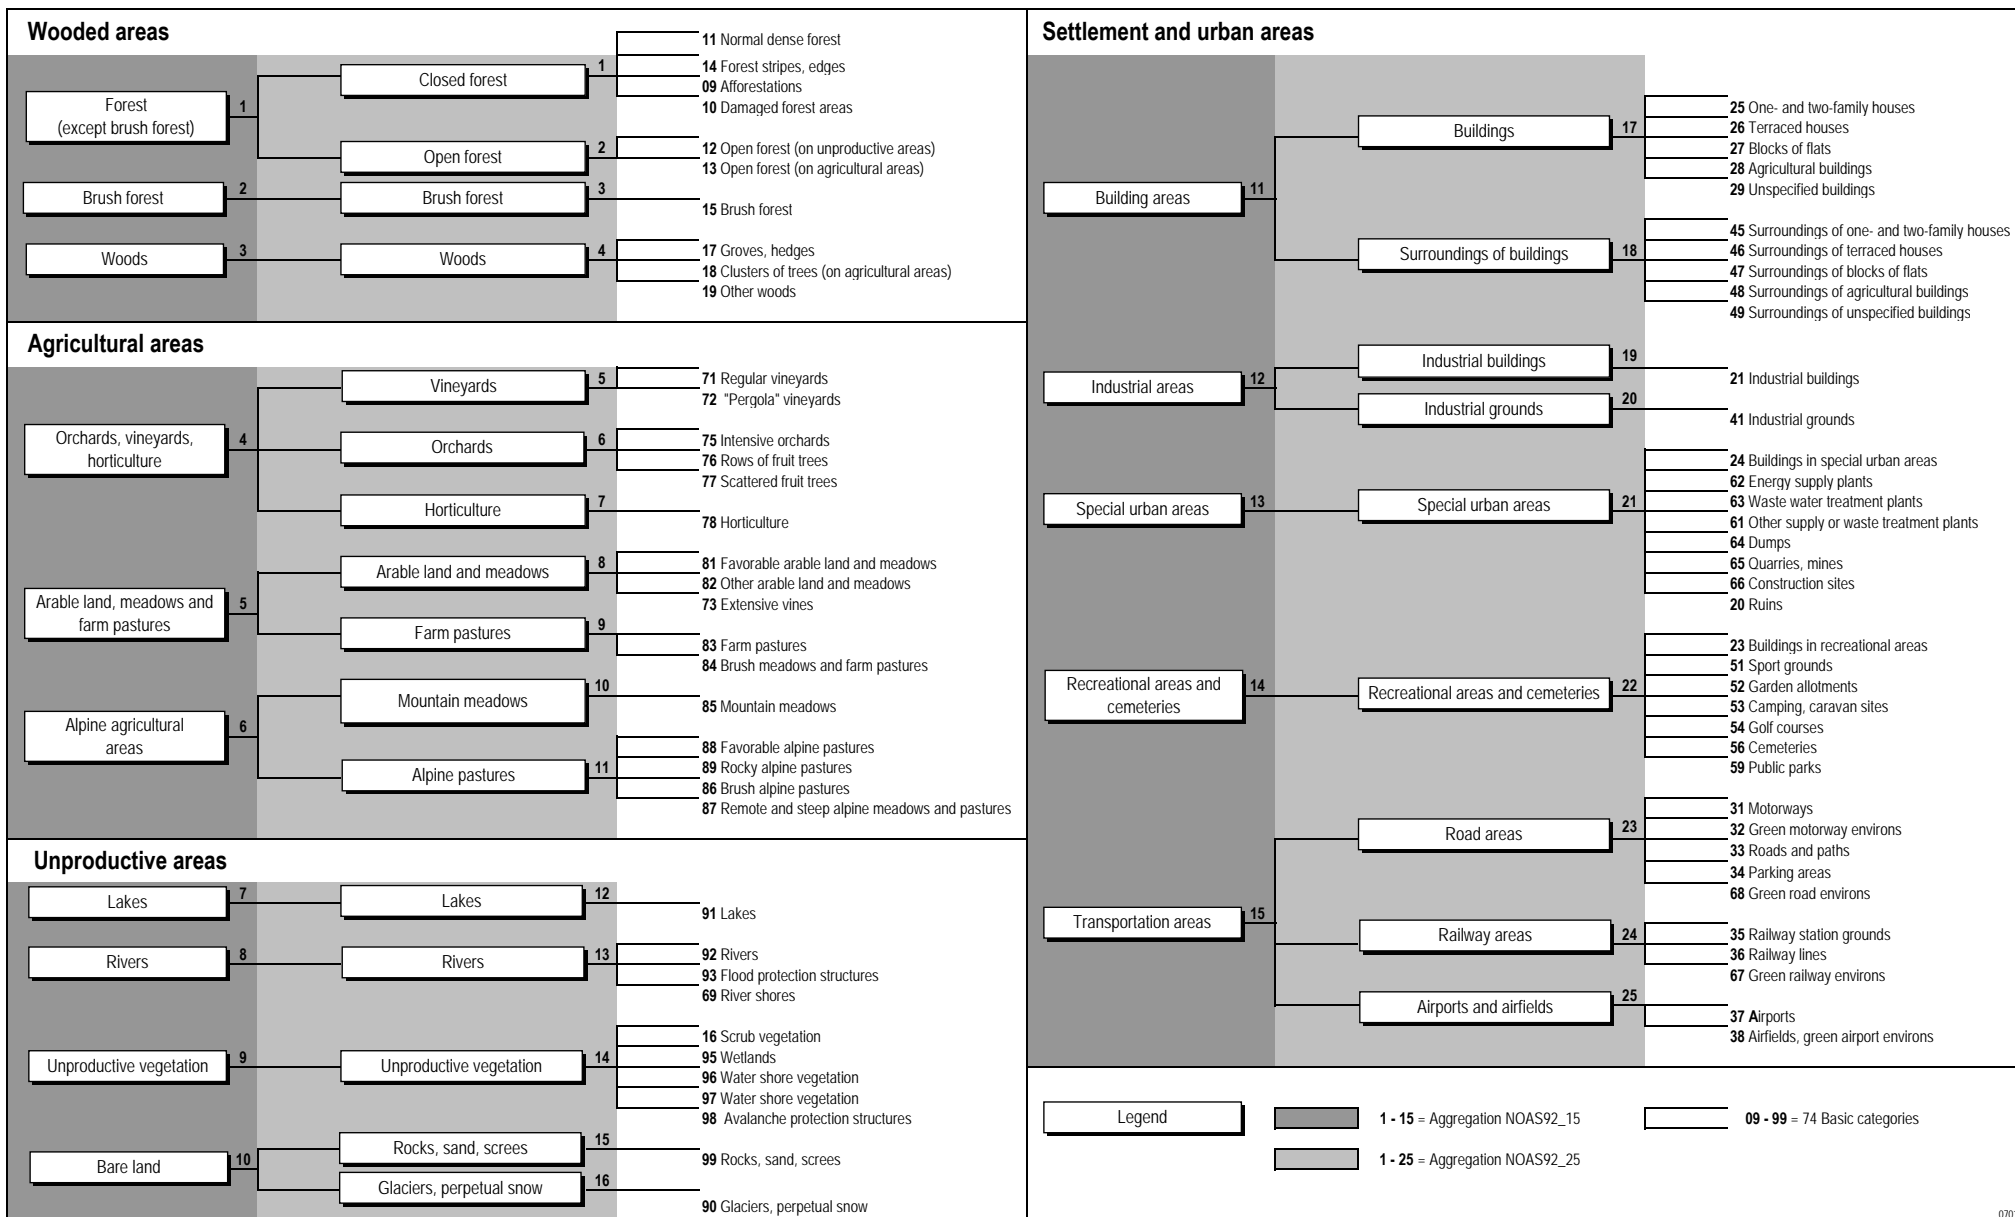 Wooded areas
Forest
(except brush forest)
1
Closed forest
1
11 Normal dense forest
14 Forest stripes, edges
09 Afforestations
10 Damaged forest areas
Open forest
2
12 Open forest (on unproductive areas)
13 Open forest (on agricultural areas)
Brush forest
2
Brush forest
3
15 Brush forest
Woods
3
Woods
4
17 Groves, hedges
18 Clusters of trees (on agricultural areas)
19 Other woods
Agricultural areas
Orchards, vineyards,
horticulture
4
Vineyards
5
71 Regular vineyards
72 "Pergola" vineyards
Orchards
6
75 Intensive orchards
76 Rows of fruit trees
77 Scattered fruit trees
Horticulture
7
78 Horticulture
Arable land, meadows and
farm pastures
5
Arable land and meadows
8
81 Favorable arable land and meadows
82 Other arable land and meadows
73 Extensive vines
Farm pastures
9
83 Farm pastures
84 Brush meadows and farm pastures
Alpine agricultural
areas
6
Mountain meadows
10
85 Mountain meadows
Alpine pastures
11
88 Favorable alpine pastures
89 Rocky alpine pastures
86 Brush alpine pastures
87 Remote and steep alpine meadows and pastures
Unproductive areas
Lakes
7
Lakes
12
91 Lakes
Rivers
8
Rivers
13
92 Rivers
93 Flood protection structures
69 River shores
Unproductive vegetation
9
Unproductive vegetation
14
16 Scrub vegetation
95 Wetlands
96 Water shore vegetation
97 Water shore vegetation
98 Avalanche protection structures
Bare land
10
Rocks, sand, screes
15
99 Rocks, sand, screes
Glaciers, perpetual snow
16
90 Glaciers, perpetual snow
Settlement and urban areas
Building areas
11
Buildings
17
25 One- and two-family houses
26 Terraced houses
27 Blocks of flats
28 Agricultural buildings
29 Unspecified buildings
Surroundings of buildings
18
45 Surroundings of one- and two-family houses
46 Surroundings of terraced houses
47 Surroundings of blocks of flats
48 Surroundings of agricultural buildings
49 Surroundings of unspecified buildings
Industrial areas
12
Industrial buildings
19
21 Industrial buildings
Industrial grounds
20
41 Industrial grounds
Special urban areas
13
Special urban areas
21
24 Buildings in special urban areas
62 Energy supply plants
63 Waste water treatment plants
61 Other supply or waste treatment plants
64 Dumps
65 Quarries, mines
66 Construction sites
20 Ruins
Recreational areas and
cemeteries
14
Recreational areas and cemeteries
22
23 Buildings in recreational areas
51 Sport grounds
52 Garden allotments
53 Camping, caravan sites
54 Golf courses
56 Cemeteries
59 Public parks
Transportation areas
15
Road areas
23
31 Motorways
32 Green motorway environs
33 Roads and paths
34 Parking areas
68 Green road environs
Railway areas
24
35 Railway station grounds
36 Railway lines
67 Green railway environs
Airports and airfields
25
37 Airports
38 Airfields, green airport environs
Legend
1 - 15 = Aggregation NOAS92_15
09 - 99 = 74 Basic categories
1 - 25 = Aggregation NOAS92_25